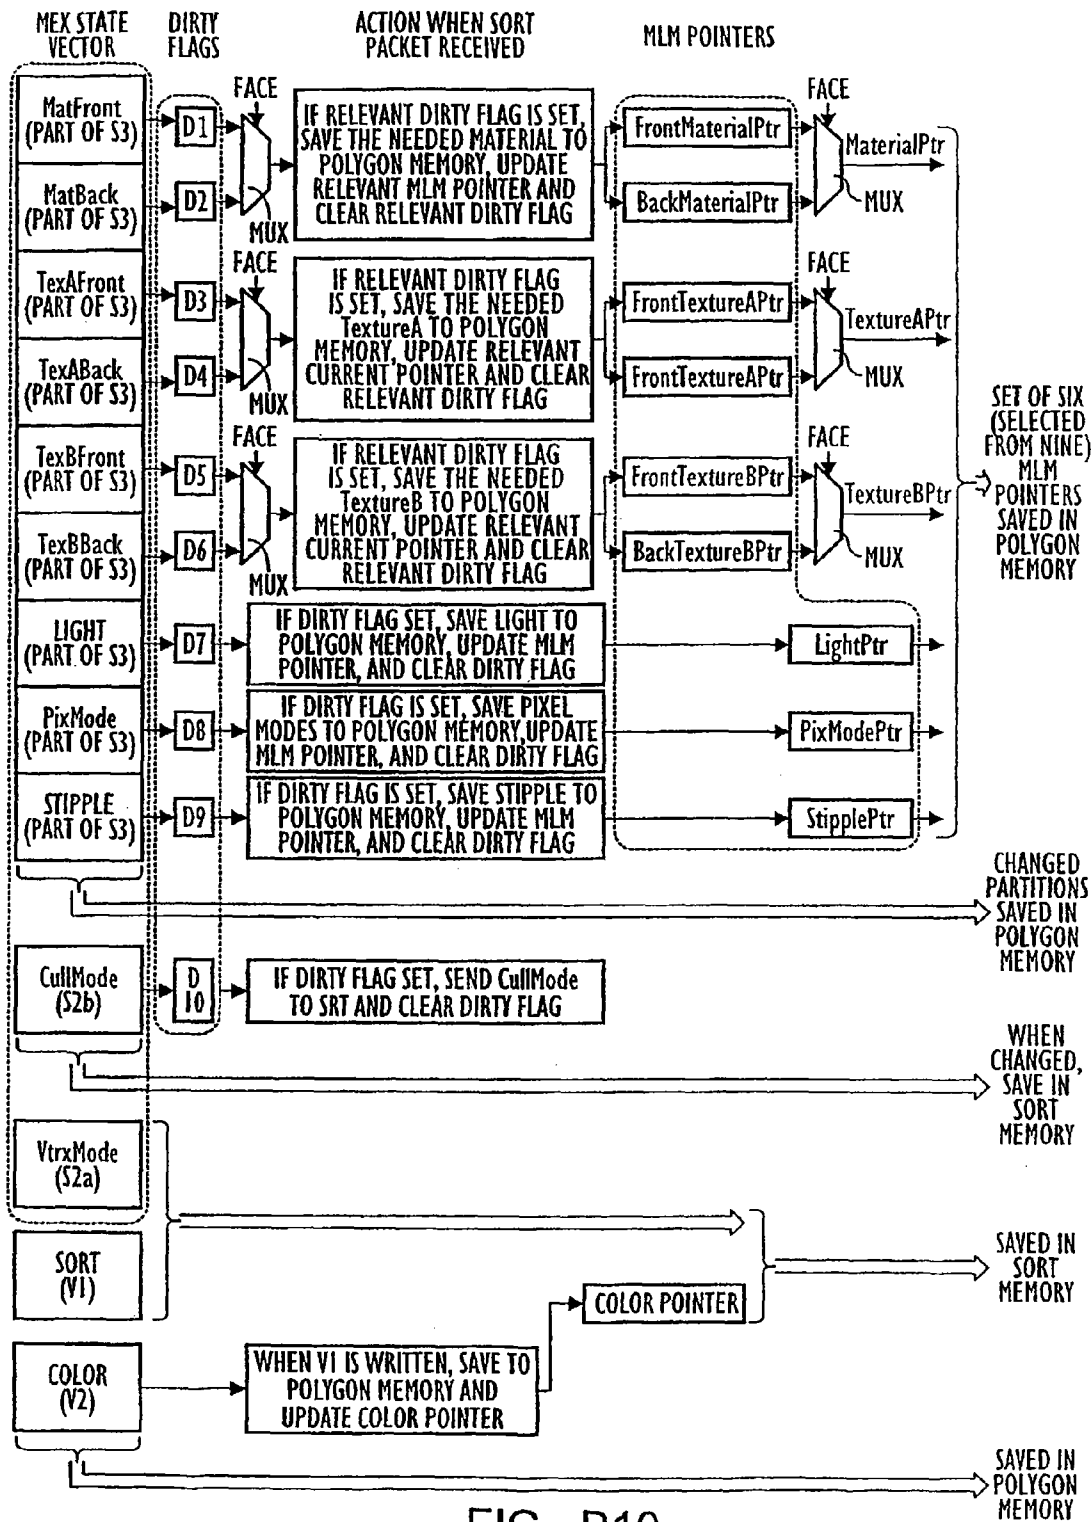 MEX STATE
VECTOR
DIRTY
FLAGS
ACTION WHEN SORT
PACKET RECEIVED
MLM POINTERS
MatFront
(PART OF S3)
D1
FACE
MUX
IF RELEVANT DIRTY FLAG IS SET,
SAVE THE NEEDED MATERIAL TO
POLYGON MEMORY, UPDATE
RELEVANT MLM POINTER AND
CLEAR RELEVANT DIRTY FLAG
FrontMaterialPtr
FACE
MaterialPtr
MUX
MatBack
(PART OF S3)
D2
BackMaterialPtr
TexAFront
(PART OF S3)
D3
FACE
MUX
IF RELEVANT DIRTY FLAG
IS SET, SAVE THE NEEDED
TextureA TO POLYGON
MEMORY, UPDATE RELEVANT
CURRENT POINTER AND CLEAR
RELEVANT DIRTY FLAG
FrontTextureAPtr
FACE
TextureAPtr
MUX
TexABack
(PART OF S3)
D4
FrontTextureAPtr
TexBFront
(PART OF S3)
D5
FACE
MUX
IF RELEVANT DIRTY FLAG
IS SET, SAVE THE NEEDED
TextureB TO POLYGON
MEMORY, UPDATE RELEVANT
CURRENT POINTER AND CLEAR
RELEVANT DIRTY FLAG
FrontTextureBPtr
FACE
TextureBPtr
MUX
TexBBack
(PART OF S3)
D6
BackTextureBPtr
SET OF SIX
(SELECTED
FROM NINE)
MLM
POINTERS
SAVED IN
POLYGON
MEMORY
LIGHT
(PART OF S3)
D7
IF DIRTY FLAG SET, SAVE LIGHT TO
POLYGON MEMORY, UPDATE MLM
POINTER, AND CLEAR DIRTY FLAG
LightPtr
PixMode
(PART OF S3)
D8
IF DIRTY FLAG IS SET, SAVE PIXEL
MODES TO POLYGON MEMORY,UPDATE
MLM POINTER, AND CLEAR DIRTY FLAG
PixModePtr
STIPPLE
(PART OF S3)
D9
IF DIRTY FLAG IS SET, SAVE STIPPLE TO
POLYGON MEMORY, UPDATE MLM
POINTER, AND CLEAR DIRTY FLAG
StipplePtr
CHANGED
PARTITIONS
SAVED IN
POLYGON
MEMORY
CullMode
(S2b)
D
10
IF DIRTY FLAG SET, SEND CullMode
TO SRT AND CLEAR DIRTY FLAG
WHEN
CHANGED,
SAVE IN
SORT
MEMORY
VtrxMode
(S2a)
SORT
(V1)
SAVED IN
SORT
MEMORY
COLOR POINTER
COLOR
(V2)
WHEN V1 IS WRITTEN, SAVE TO
POLYGON MEMORY AND
UPDATE COLOR POINTER
SAVED IN
POLYGON
MEMORY